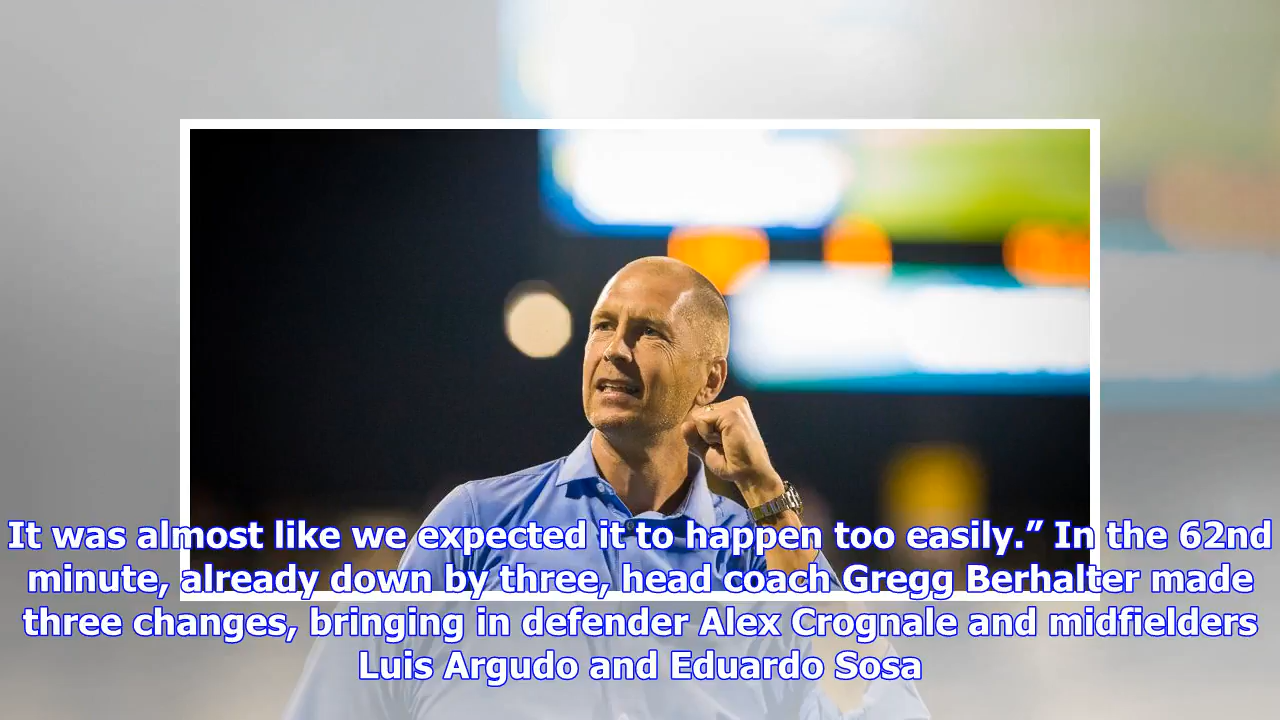 It was almost like we expected it to happen too easily.” In the 62nd
minute, already down by three, head coach Gregg Berhalter made
three changes, bringing in defender Alex Crognale and midfielders
Luis Argudo and Eduardo Sosa